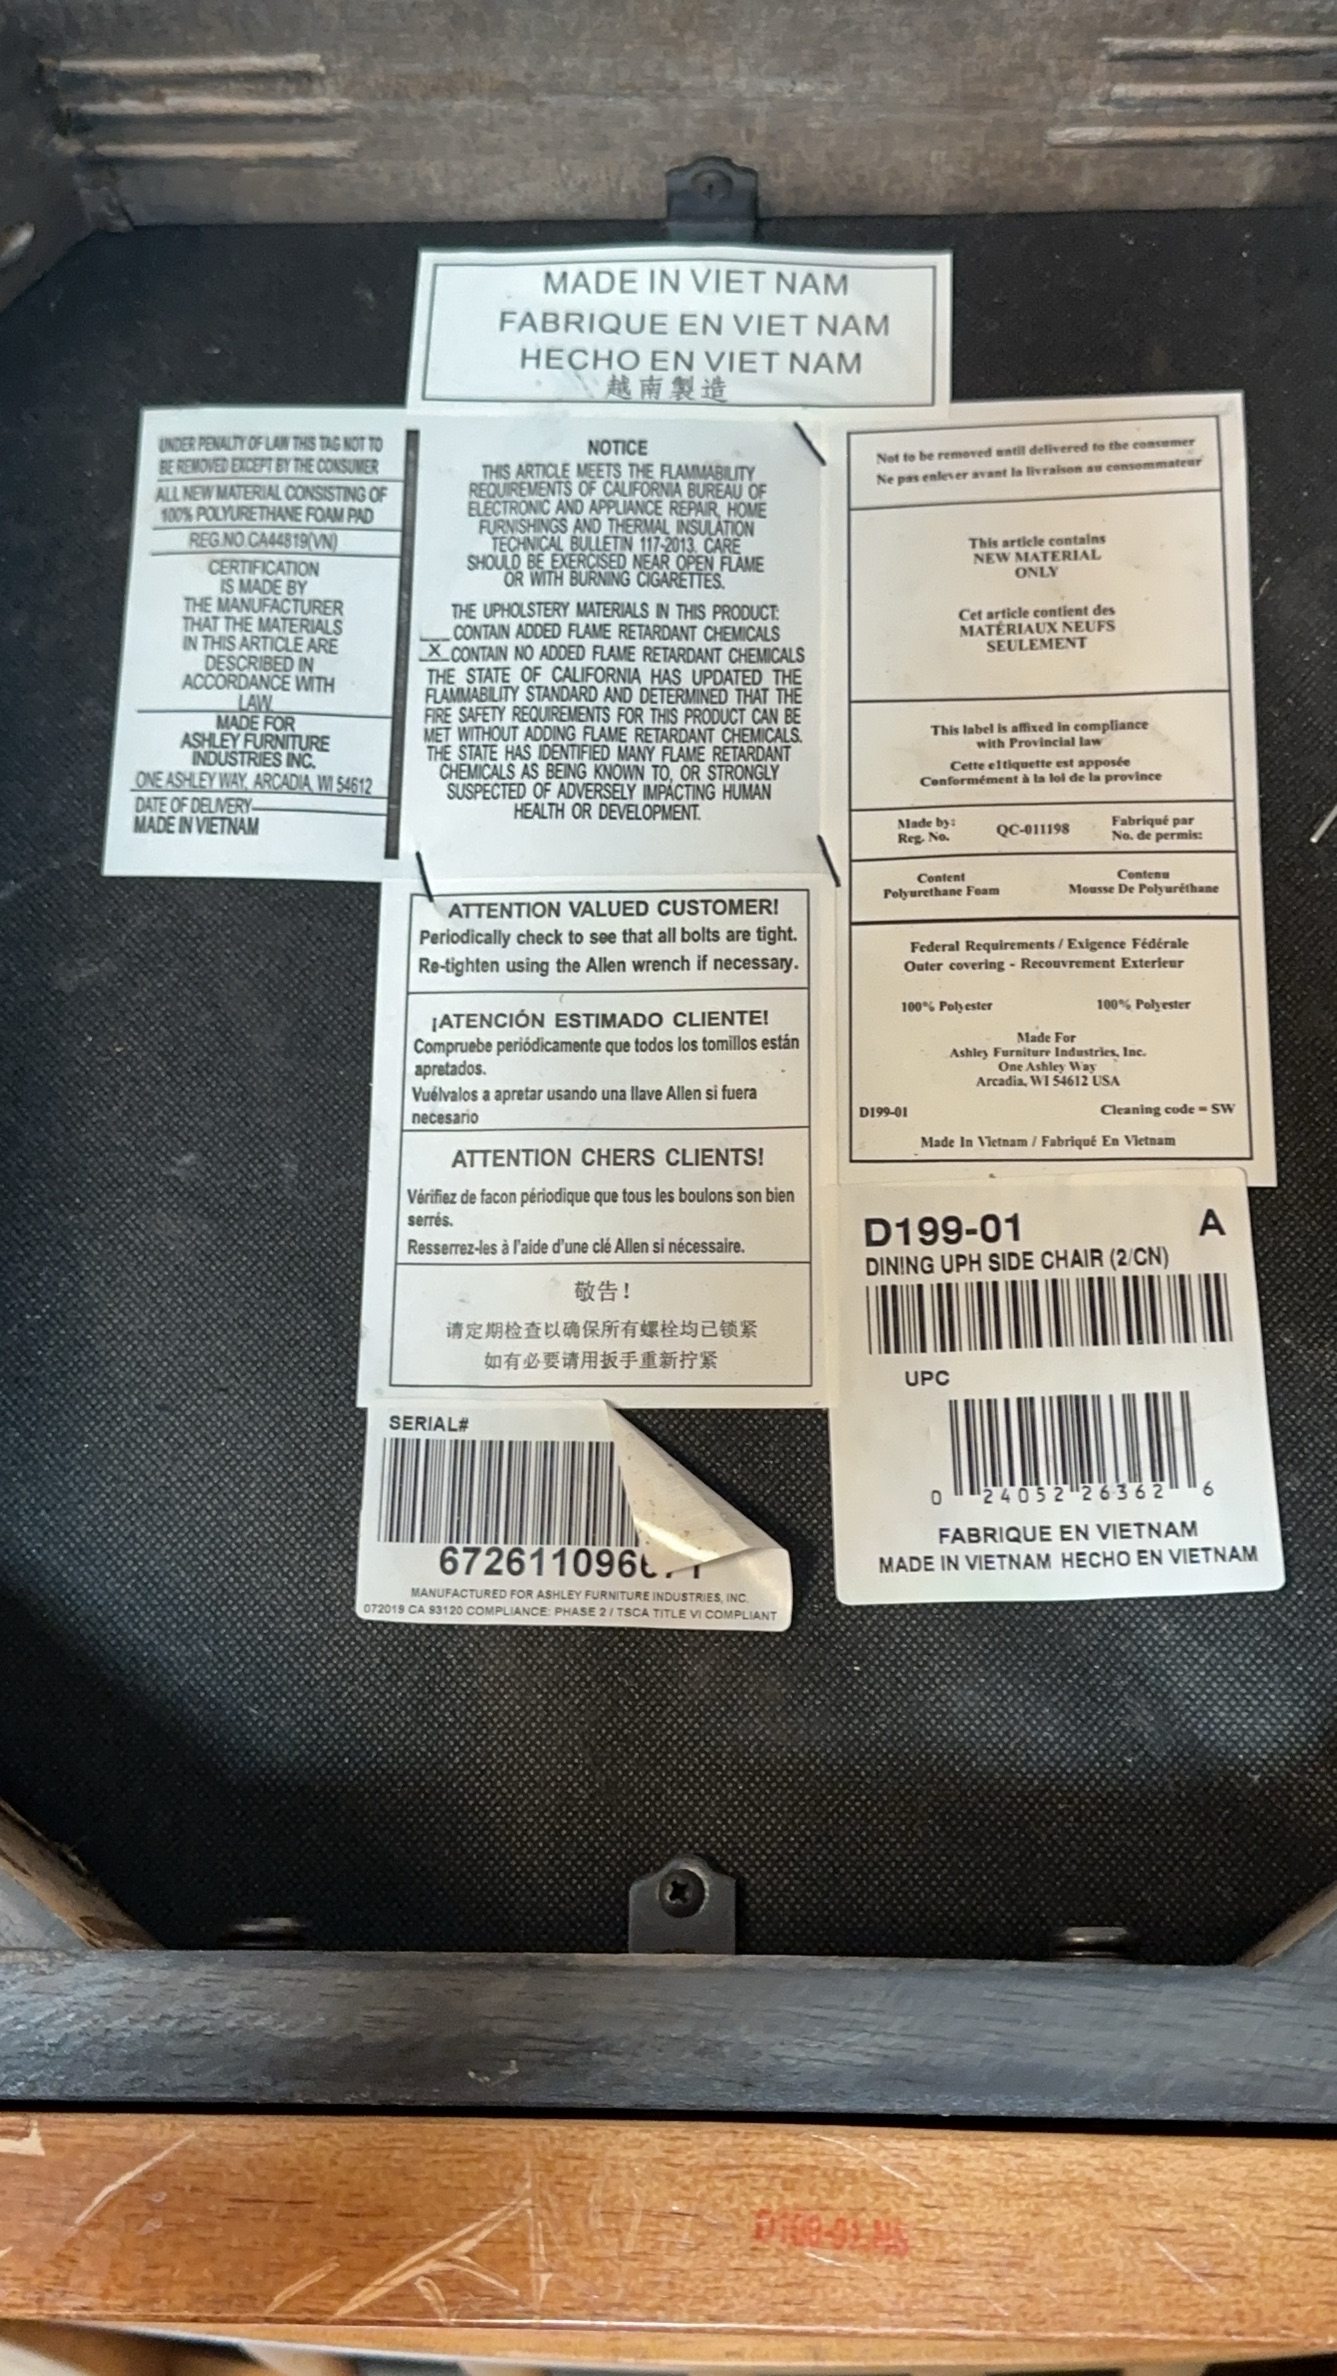 MADE IN VIET NAM
FABRIQUE EN VIET NAM
HECHO EN VIET NAM
越南製造
UNDER PENALTY OF LAW THIS TAG NOT TO
BE REMOVED EXCEPT BY THE CONSUMER
ALL NEW MATERIAL CONSISTING OF
100% POLYURETHANE FOAM PAD
REG.NO.CA44819(VN)
CERTIFICATION
IS MADE BY
THE MANUFACTURER
THAT THE MATERIALS
IN THIS ARTICLE ARE
DESCRIBED IN
ACCORDANCE WITH
LAW.
MADE FOR
ASHLEY FURNITURE
INDUSTRIES INC.
ONE ASHLEY WAY, ARCADIA, WI 54612
DATE OF DELIVERY
MADE IN VIETNAM
NOTICE
THIS ARTICLE MEETS THE FLAMMABILITY
REQUIREMENTS OF CALIFORNIA BUREAU OF
ELECTRONIC AND APPLIANCE REPAIR, HOME
FURNISHINGS AND THERMAL INSULATION
TECHNICAL BULLETIN 117-2013. CARE
SHOULD BE EXERCISED NEAR OPEN FLAME
OR WITH BURNING CIGARETTES.
THE UPHOLSTERY MATERIALS IN THIS PRODUCT:
___ CONTAIN ADDED FLAME RETARDANT CHEMICALS
_X_ CONTAIN NO ADDED FLAME RETARDANT CHEMICALS
THE STATE OF CALIFORNIA HAS UPDATED THE
FLAMMABILITY STANDARD AND DETERMINED THAT THE
FIRE SAFETY REQUIREMENTS FOR THIS PRODUCT CAN BE
MET WITHOUT ADDING FLAME RETARDANT CHEMICALS.
THE STATE HAS IDENTIFIED MANY FLAME RETARDANT
CHEMICALS AS BEING KNOWN TO, OR STRONGLY
SUSPECTED OF ADVERSELY IMPACTING HUMAN
HEALTH OR DEVELOPMENT.
Not to be removed until delivered to the consumer
Ne pas enlever avant la livraison au consommateur
This article contains
NEW MATERIAL
ONLY
Cet article contient des
MATÉRIAUX NEUFS
SEULEMENT
This label is affixed in compliance
with Provincial law
Cette e1tiquette est apposée
Conformément à la loi de la province
Made by: Fabriqué par
Reg. No. QC-011198 No. de permis:
Content Contenu
Polyurethane Foam Mousse De Polyuréthane
Federal Requirements / Exigence Fédérale
Outer covering - Recouvrement Exterieur
100% Polyester 100% Polyester
Made For
Ashley Furniture Industries, Inc.
One Ashley Way
Arcadia, WI 54612 USA
D199-01 Cleaning code = SW
Made In Vietnam / Fabriqué En Vietnam
ATTENTION VALUED CUSTOMER!
Periodically check to see that all bolts are tight.
Re-tighten using the Allen wrench if necessary.
¡ATENCIÓN ESTIMADO CLIENTE!
Compruebe periódicamente que todos los tomillos están
apretados.
Vuélvalos a apretar usando una llave Allen si fuera
necesario
ATTENTION CHERS CLIENTS!
Vérifiez de facon périodique que tous les boulons son bien
serrés.
Resserrez-les à l'aide d'une clé Allen si nécessaire.
敬告!
请定期检查以确保所有螺栓均已锁紧
如有必要请用扳手重新拧紧
D199-01 A
DINING UPH SIDE CHAIR (2/CN)
UPC
0 24052 26362 6
FABRIQUE EN VIETNAM
MADE IN VIETNAM HECHO EN VIETNAM
SERIAL#
MANUFACTURED FOR ASHLEY FURNITURE INDUSTRIES, INC.
072019 CA 93120 COMPLIANCE: PHASE 2 / TSCA TITLE VI COMPLIANT